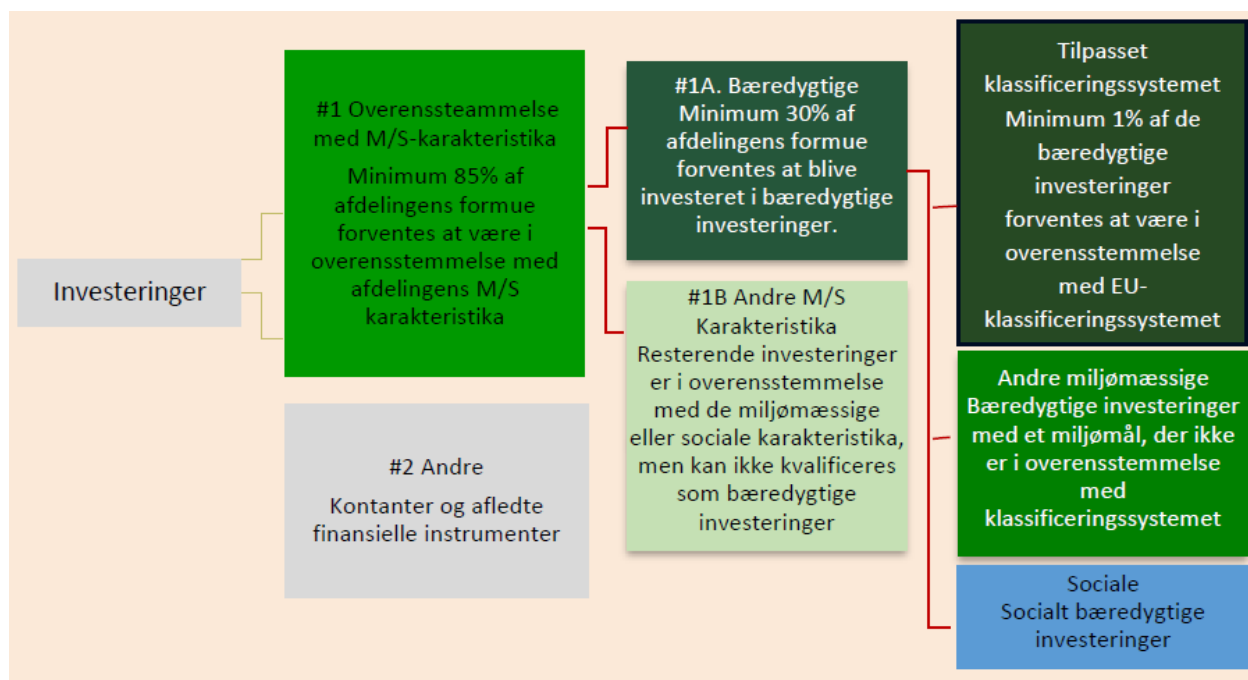 Investeringer
#1 Overenssteammelse
med M/S-karakteristika
Minimum 85% af
afdelingens formue
forventes at være i
overensstemmelse med
afdelingens M/S
karakteristika
#2 Andre
Kontanter og afledte
finansielle instrumenter
#1A. Bæredygtige
Minimum 30% af
afdelingens formue
forventes at blive
investeret i bæredygtige
investeringer.
#1B Andre M/S
Karakteristika
Resterende investeringer
er i overensstemmelse
med de miljømæssige
eller sociale karakteristika,
men kan ikke kvalificeres
som bæredygtige
investeringer
Tilpasset
klassificeringssystemet
Minimum 1% af de
bæredygtige
investeringer
forventes at være i
overensstemmelse
med EU-
klassificeringssystemet
Andre miljømæssige
Bæredygtige investeringer
med et miljømål, der ikke
er i overensstemmelse
med
klassificeringssystemet
Sociale
Socialt bæredygtige
investeringer